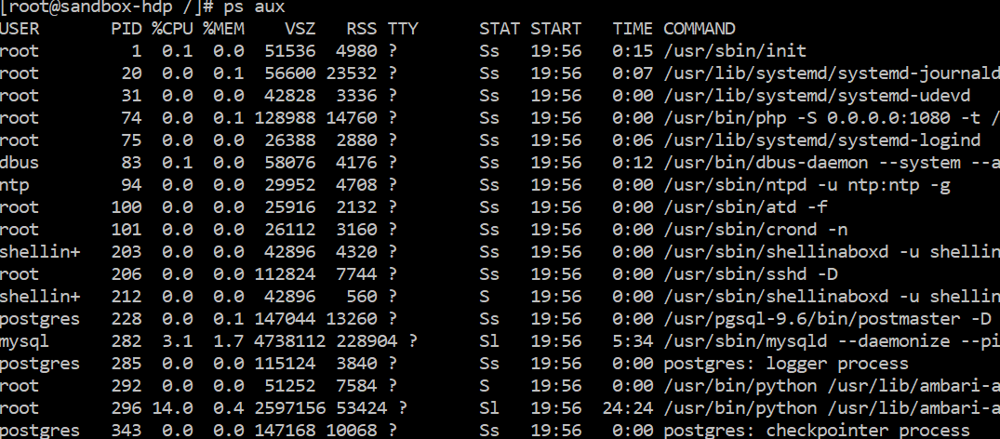 [root@sandbox-hdp /]# ps aux
USER PID %CPU %MEM VSZ RSS TTY STAT START TIME COMMAND
root 1 0.1 0.0 51536 4980 ? Ss 19:56 0:15 /usr/sbin/init
root 20 0.0 0.1 56600 23532 ? Ss 19:56 0:07 /usr/lib/systemd/systemd-journald
root 31 0.0 0.0 42828 3336 ? Ss 19:56 0:00 /usr/lib/systemd/systemd-udevd
root 74 0.0 0.1 128988 14760 ? Ss 19:56 0:00 /usr/bin/php -S 0.0.0.0:1080 -t /
root 75 0.0 0.0 26388 2880 ? Ss 19:56 0:06 /usr/lib/systemd/systemd-logind
dbus 83 0.1 0.0 58076 4176 ? Ss 19:56 0:12 /usr/bin/dbus-daemon --system --a
ntp 94 0.0 0.0 29952 4708 ? Ss 19:56 0:00 /usr/sbin/ntpd -u ntp:ntp -g
root 100 0.0 0.0 25916 2132 ? Ss 19:56 0:00 /usr/sbin/atd -f
root 101 0.0 0.0 26112 3160 ? Ss 19:56 0:00 /usr/sbin/crond -n
shellin+ 203 0.0 0.0 42896 4320 ? Ss 19:56 0:00 /usr/sbin/shellinaboxd -u shellin
root 206 0.0 0.0 112824 7744 ? Ss 19:56 0:00 /usr/sbin/sshd -D
shellin+ 212 0.0 0.0 42896 560 ? S 19:56 0:00 /usr/sbin/shellinaboxd -u shellin
postgres 228 0.0 0.1 147044 13260 ? Ss 19:56 0:00 /usr/pgsql-9.6/bin/postmaster -D
mysql 282 3.1 1.7 4738112 228904 ? Sl 19:56 5:34 /usr/sbin/mysqld --daemonize --pi
postgres 285 0.0 0.0 115124 3840 ? Ss 19:56 0:00 postgres: logger process
root 292 0.0 0.0 51252 7584 ? S 19:56 0:00 /usr/bin/python /usr/lib/ambari-a
root 296 14.0 0.4 2597156 53424 ? Sl 19:56 24:24 /usr/bin/python /usr/lib/ambari-a
postgres 343 0.0 0.0 147168 10068 ? Ss 19:56 0:00 postgres: checkpointer process